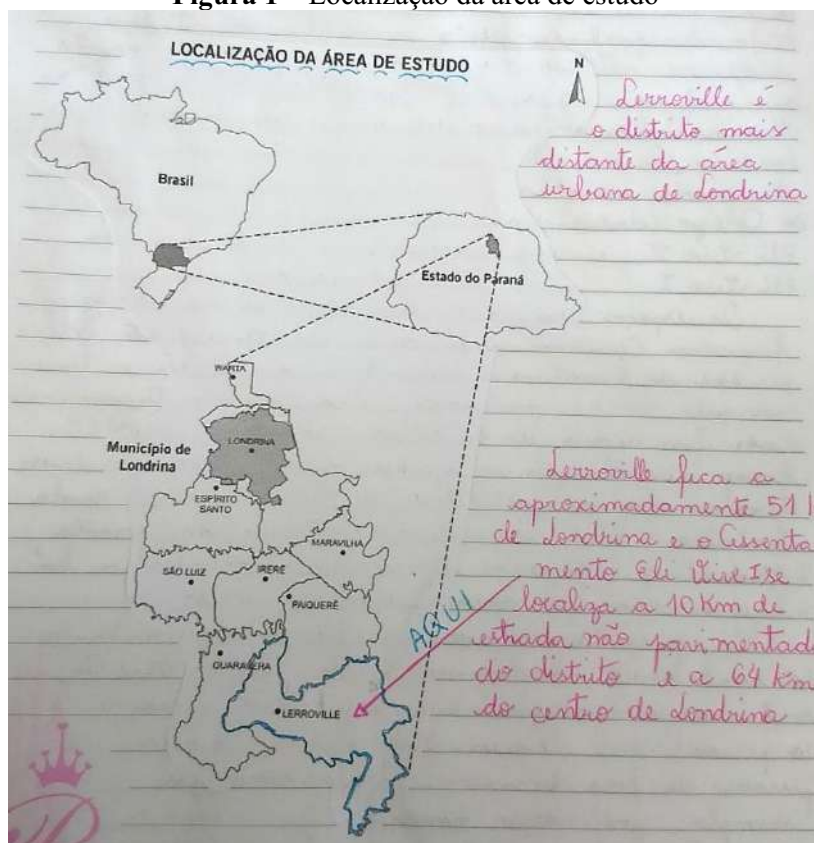 Figura 1 – Localização da área de estudo
LOCALIZAÇÃO DA ÁREA DE ESTUDO
N
Lerroville é
o distrito mais
distante da área
urbana de Londrina
Brasil
Estado do Paraná
WARTA
Município de
Londrina
LONDRINA
ESPÍRITO
SANTO
MARAVILHA
SÃO LUIZ
IRERÊ
PAIQUERÊ
GUARAVERA
LERROVILLE
AQUI
Lerroville fica a
aproximadamente 51
de Londrina e o Assenta
mento Eli Vive I se
localiza a 10 Km de
estrada não pavimentad
do distrito e a 64 km
do centro de Londrina